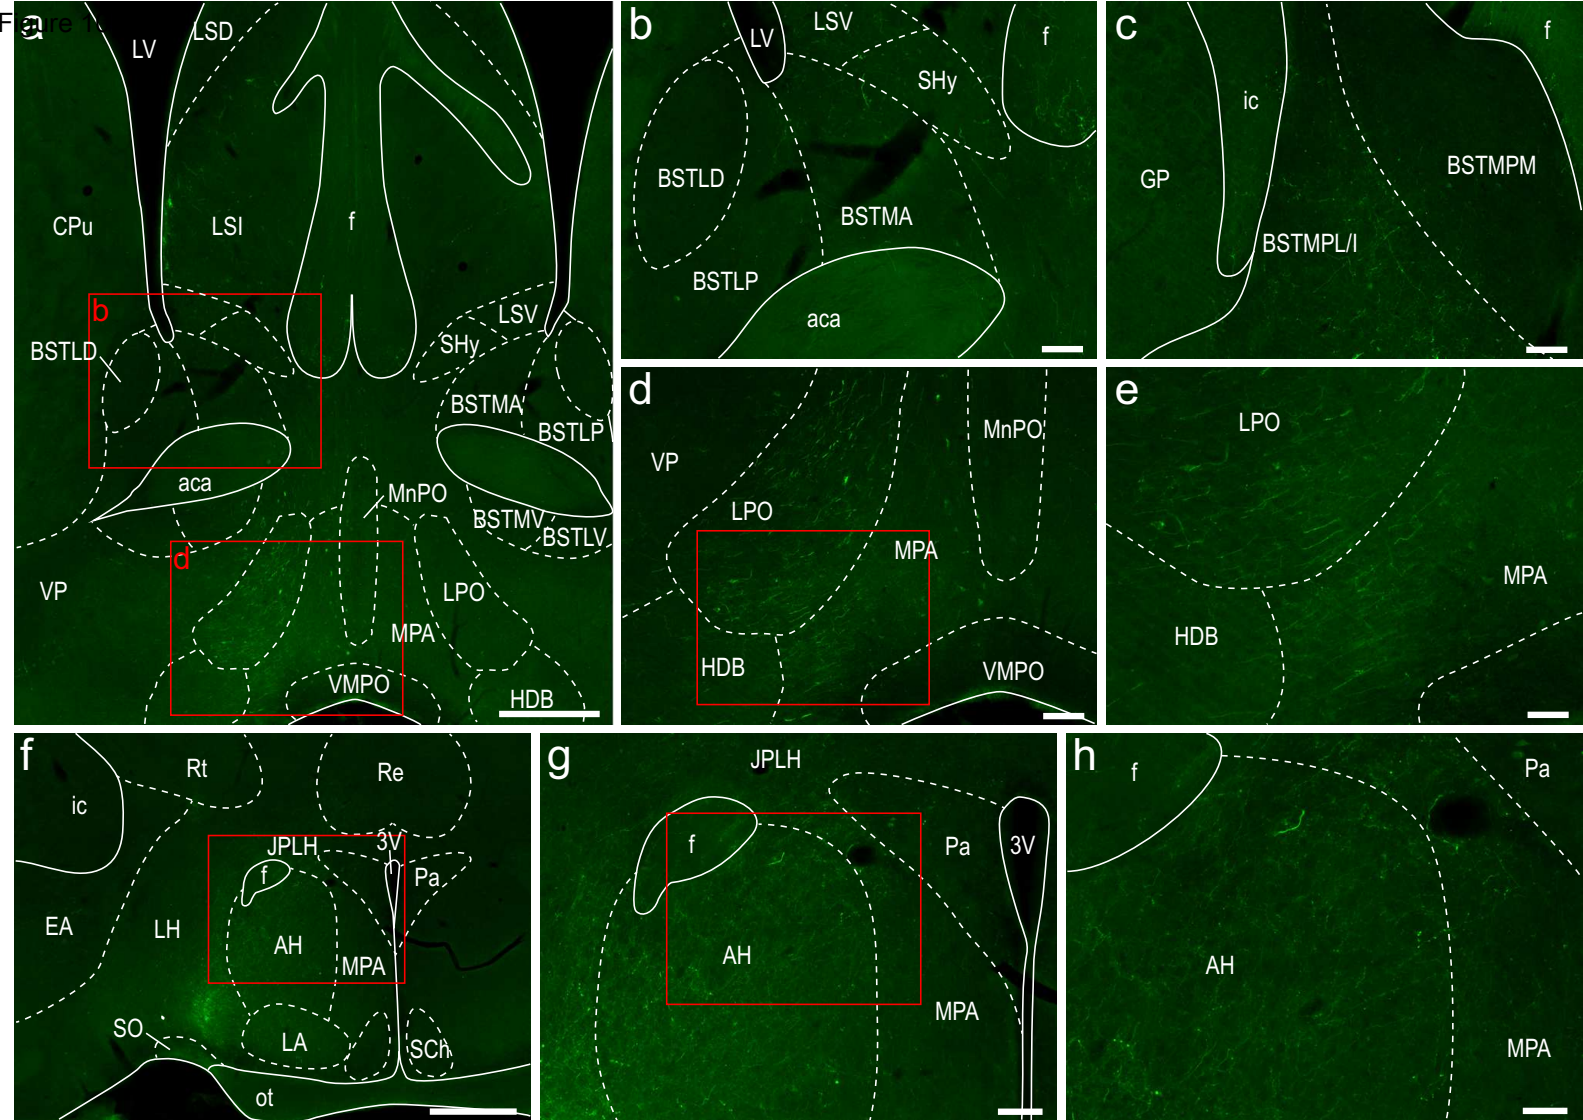 Figure 1
a
LV
LSD
CPu
LSI
f
b
BSTLD
LSV
SHy
BSTMA
BSTLP
aca
MnPO
BSTMV
BSTLV
d
VP
LPO
MPA
VMPO
HDB
b
LV
LSV
f
SHy
BSTLD
BSTMA
BSTLP
aca
c
f
ic
GP
BSTMPM
BSTMPL/I
d
MnPO
VP
LPO
MPA
HDB
VMPO
e
LPO
MPA
HDB
f
Rt
Re
ic
JPLH
3V
f
Pa
EA
LH
AH
MPA
SO
LA
SCh
ot
g
JPLH
f
Pa
3V
AH
MPA
h
f
Pa
AH
MPA